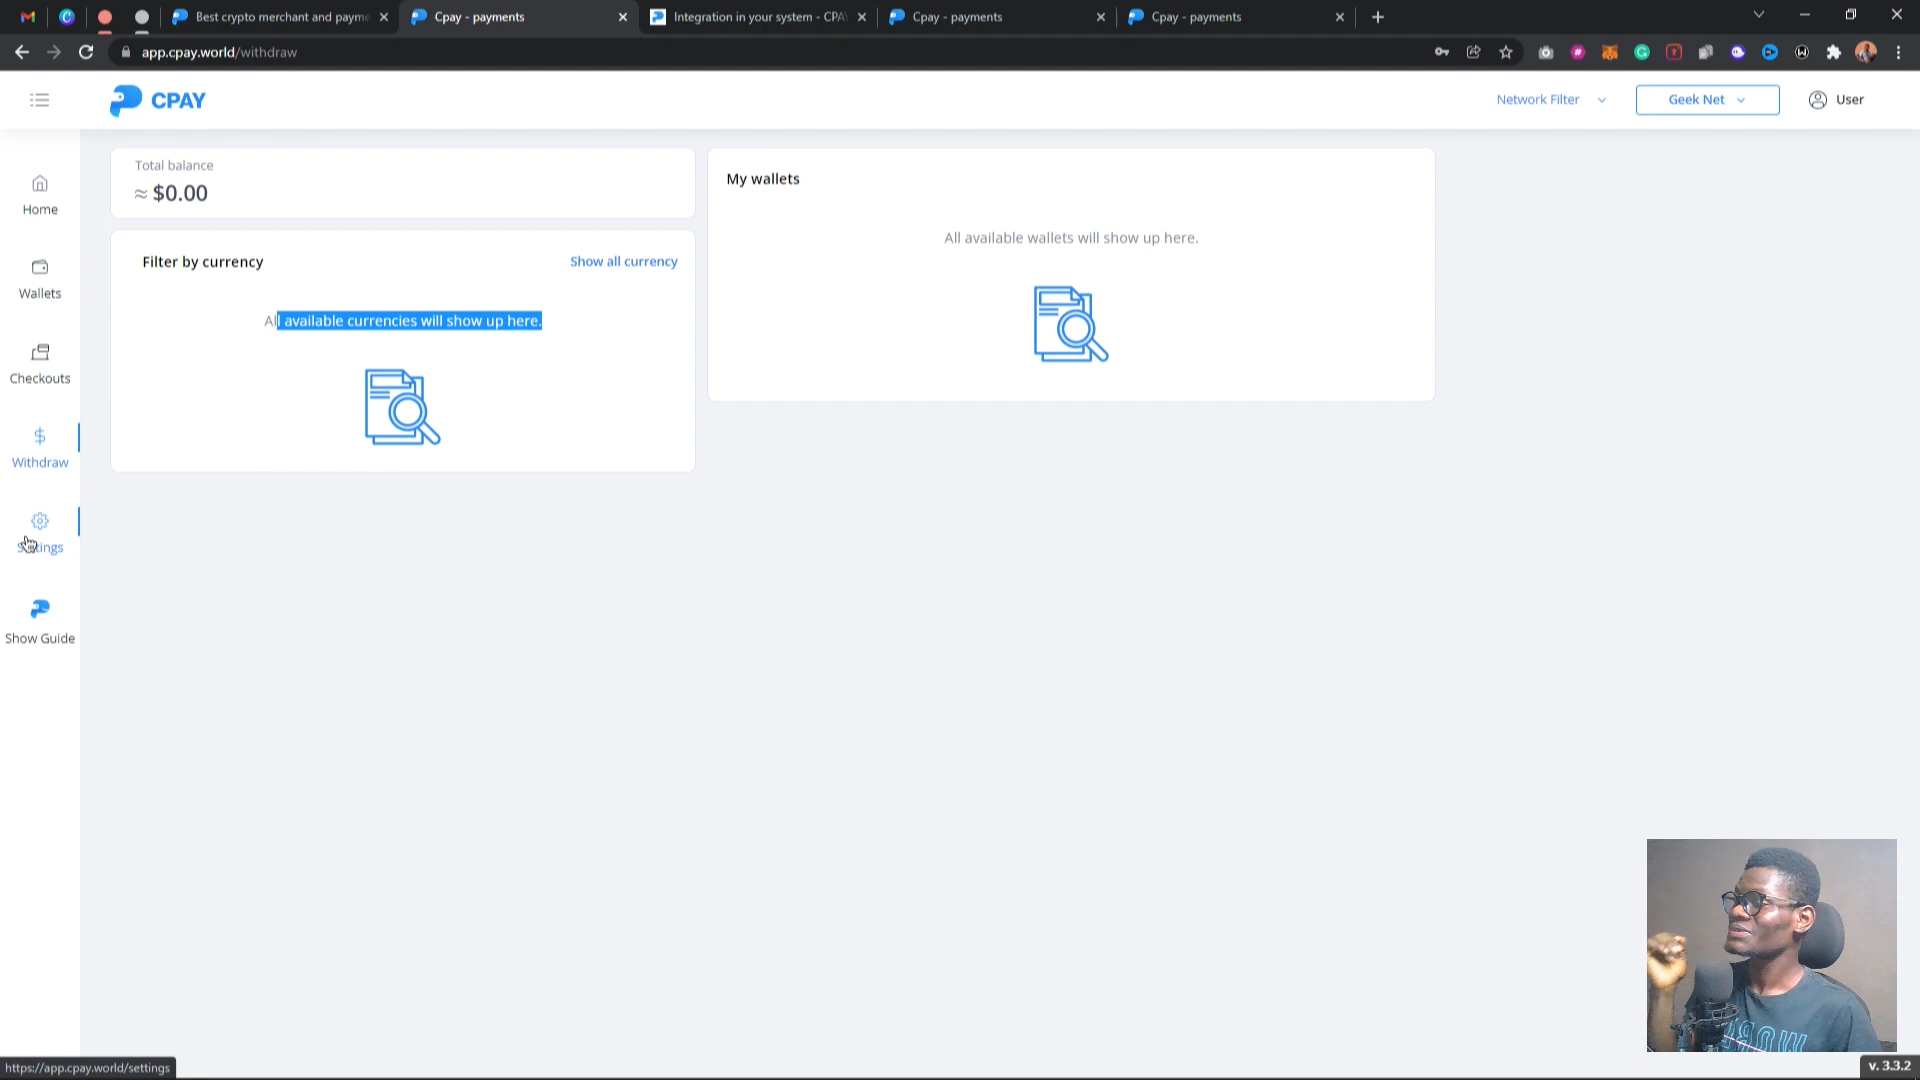 Best crypto merchant and payme
Cpay - payments
Integration in your system - CPA
Cpay - payments
Cpay - payments
app.cpay.world/withdraw
CPAY
Network Filter
Geek Net
User
Home
Wallets
Checkouts
Withdraw
Settings
Show Guide
Total balance
≈ $0.00
Filter by currency
Show all currency
All available currencies will show up here.
My wallets
All available wallets will show up here.
https://app.cpay.world/settings
v. 3.3.2